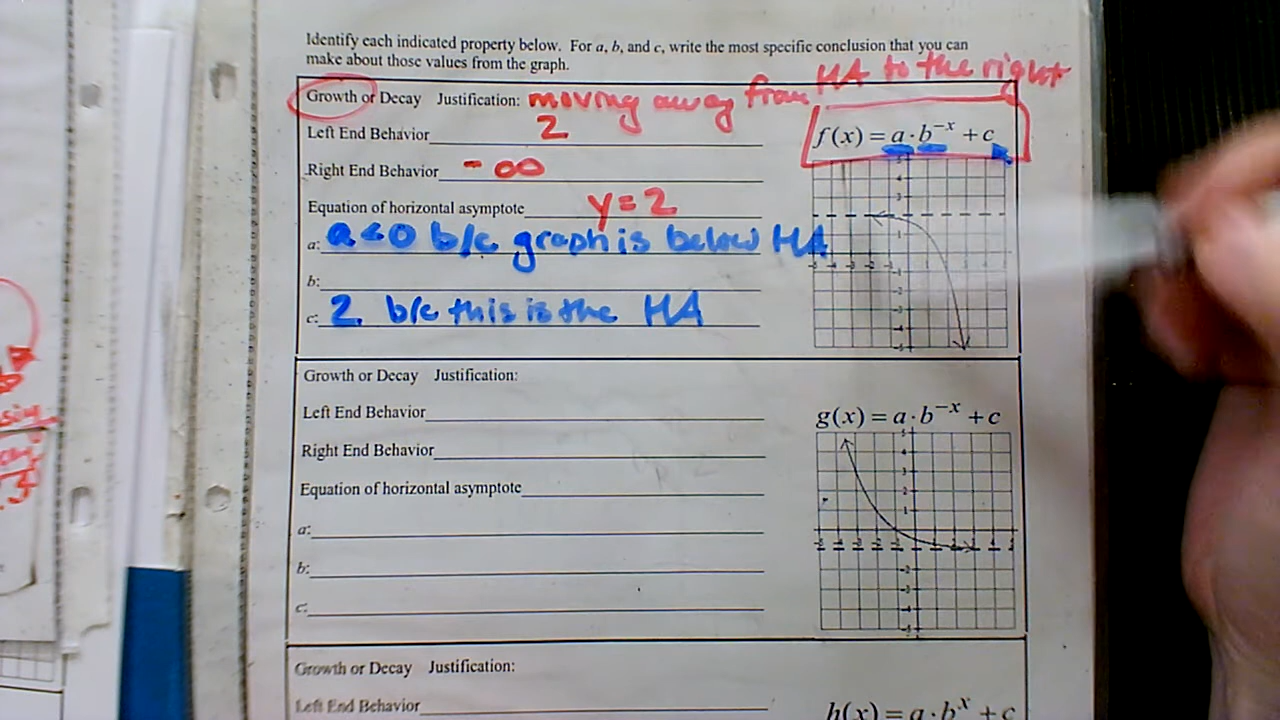 Identify each indicated property below. For a, b, and c, write the most specific conclusion that you can
make about those values from the graph.
HA to the right
Growth or Decay Justification: moving away from
Left End Behavior 2
f(x) = a · b^-x + c
Right End Behavior -∞
Equation of horizontal asymptote y=2
a: a<0 b/c graph is below HA
b:
c: 2 b/c this is the HA
Growth or Decay Justification:
Left End Behavior
g(x) = a · b^-x + c
Right End Behavior
Equation of horizontal asymptote
a:
b:
c:
Growth or Decay Justification:
Left End Behavior
h(x) = a · b^x + c